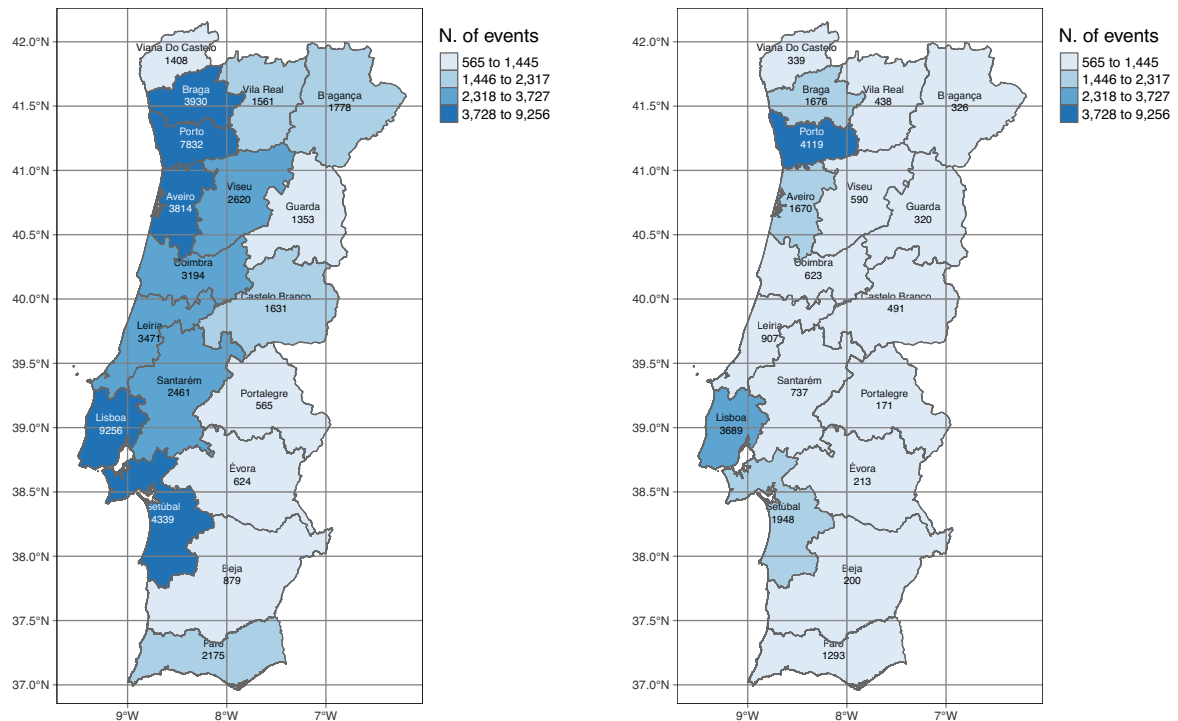 N. of events
565 to 1,445
1,446 to 2,317
2,318 to 3,727
3,728 to 9,256
42.0°N
41.5°N
41.0°N
40.5°N
40.0°N
39.5°N
39.0°N
38.5°N
38.0°N
37.5°N
37.0°N
9°W
8°W
7°W
Viana Do Castelo
1408
Braga
3930
Vila Real
1561
Bragança
1778
Porto
7832
Viseu
2620
Aveiro
3814
Guarda
1353
Coimbra
3194
Castelo Branco
1631
Leiria
3471
Santarém
2461
Portalegre
565
Lisboa
9256
Évora
624
Setúbal
4339
Beja
879
Faro
2175
N. of events
565 to 1,445
1,446 to 2,317
2,318 to 3,727
3,728 to 9,256
42.0°N
41.5°N
41.0°N
40.5°N
40.0°N
39.5°N
39.0°N
38.5°N
38.0°N
37.5°N
37.0°N
9°W
8°W
7°W
Viana Do Castelo
339
Braga
1676
Vila Real
438
Bragança
326
Porto
4119
Viseu
590
Aveiro
1670
Guarda
320
Coimbra
623
Castelo Branco
491
Leiria
907
Santarém
737
Portalegre
171
Lisboa
3689
Évora
213
Setúbal
1948
Beja
200
Faro
1293